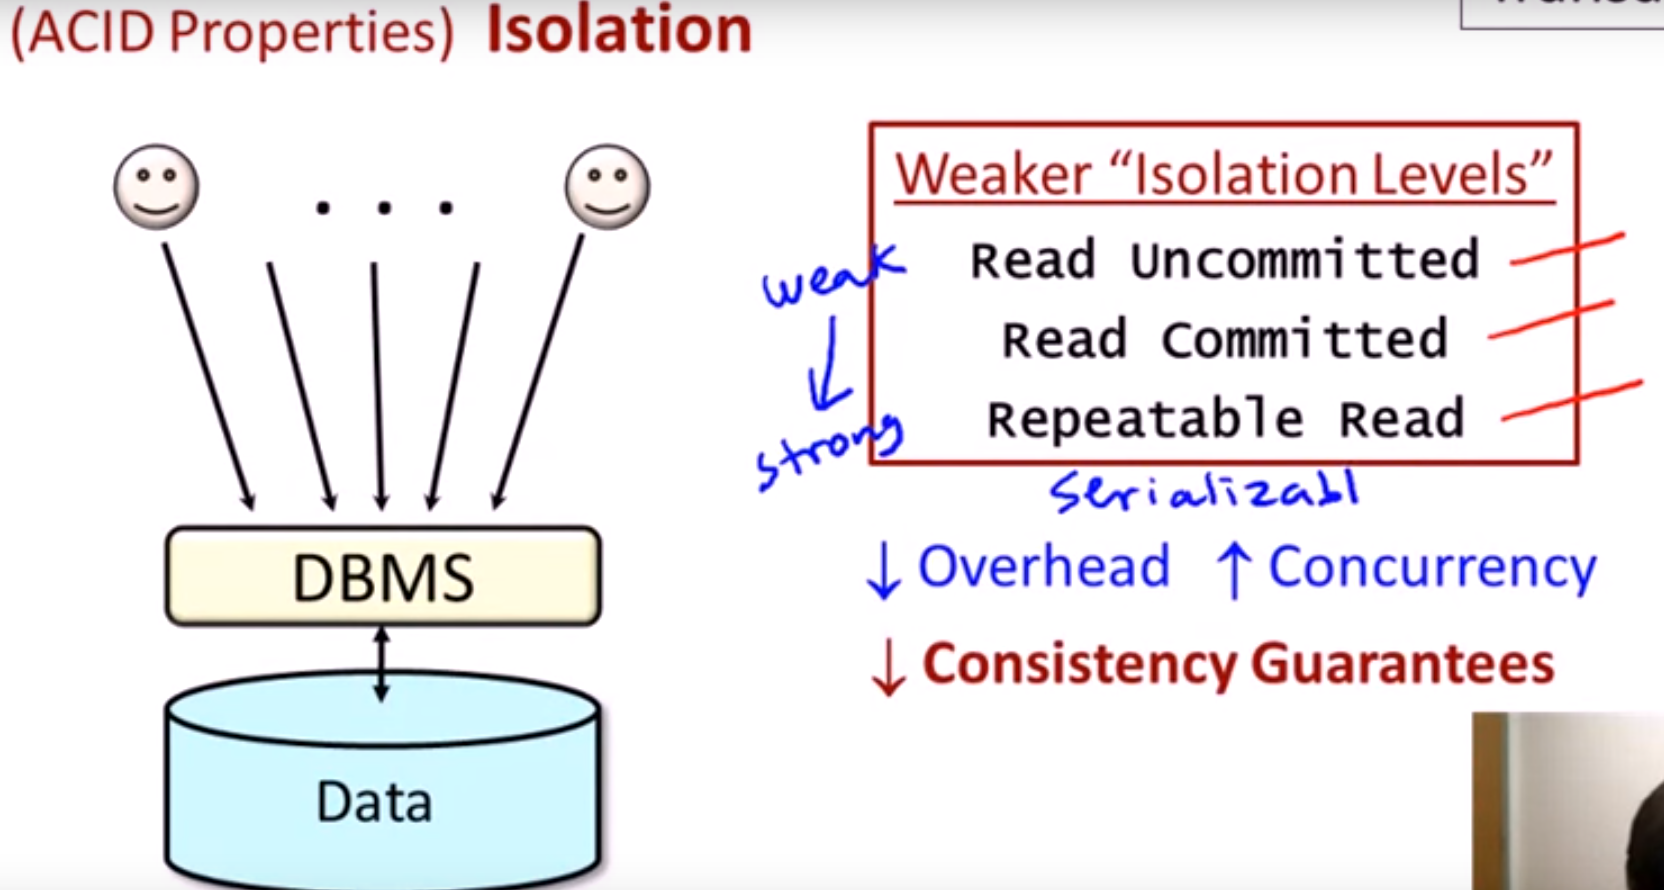 (ACID Properties) Isolation
Weaker “Isolation Levels”
weak
Read Uncommitted
Read Committed
strong
Repeatable Read
serializabl
↓ Overhead ↑ Concurrency
DBMS
↓ Consistency Guarantees
Data